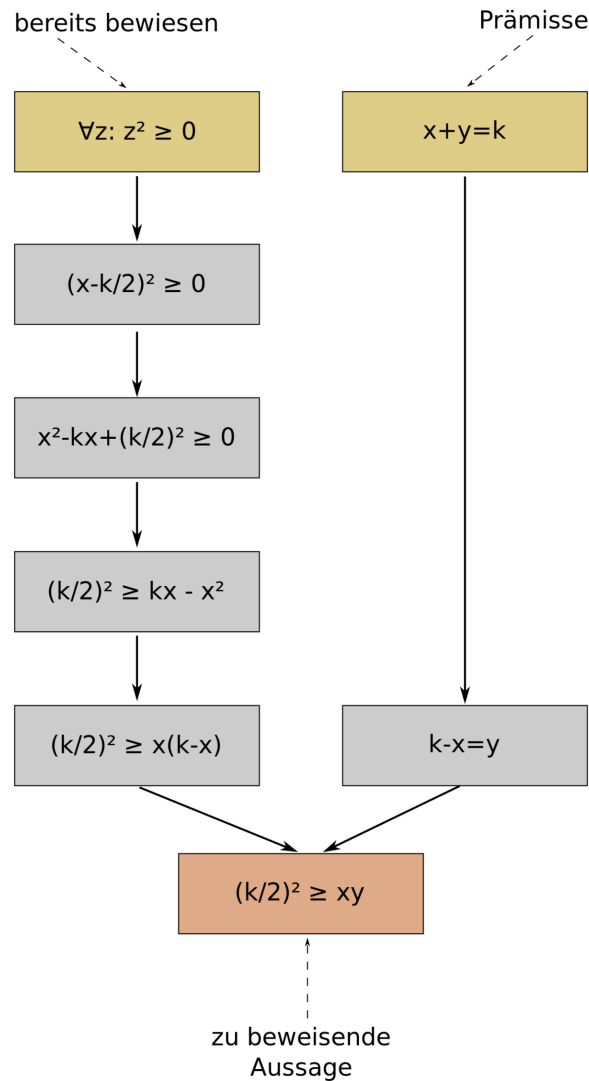 bereits bewiesen
Prämisse
∀z: z² ≥ 0
x+y=k
(x-k/2)² ≥ 0
x²-kx+(k/2)² ≥ 0
(k/2)² ≥ kx - x²
(k/2)² ≥ x(k-x)
k-x=y
(k/2)² ≥ xy
zu beweisende
Aussage